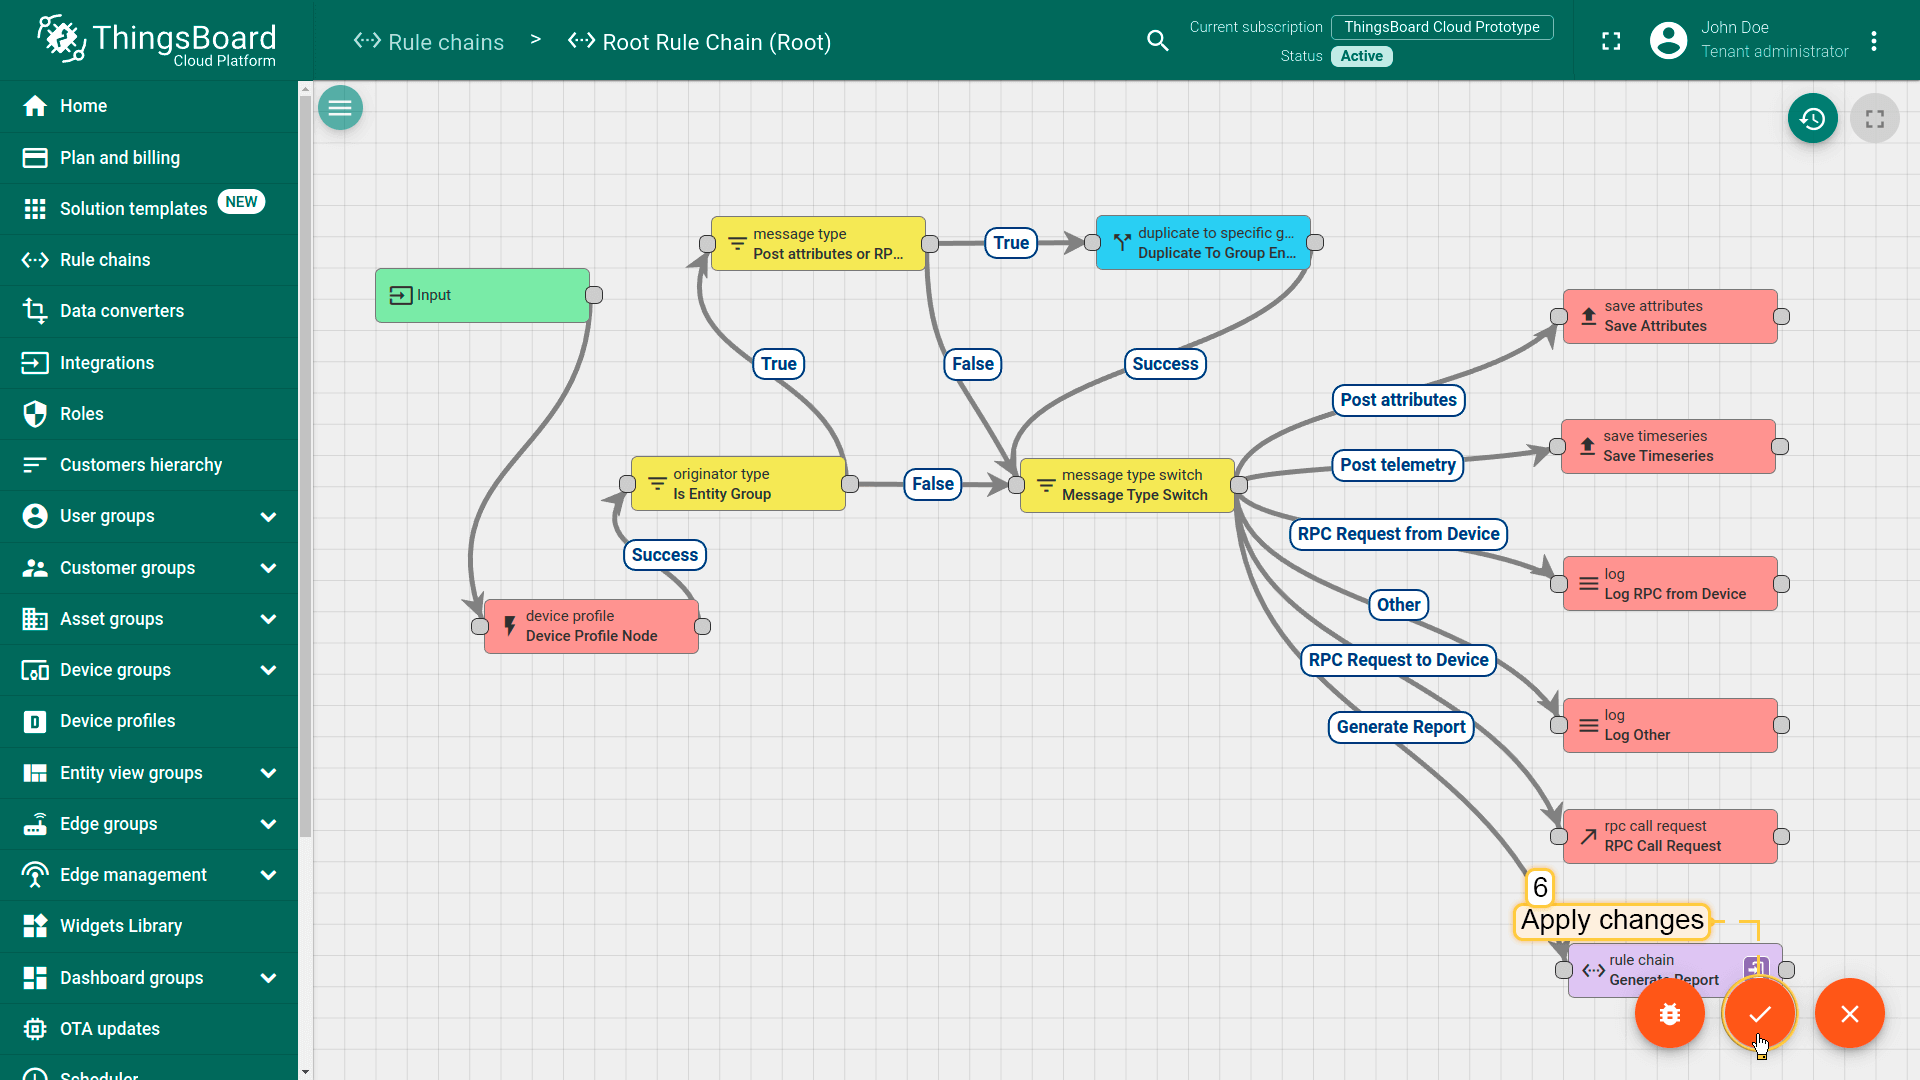 ThingsBoard
Cloud Platform
Rule chains > Root Rule Chain (Root)
Current subscription ThingsBoard Cloud Prototype
Status Active
John Doe
Tenant administrator
Home
Plan and billing
Solution templates NEW
Rule chains
Data converters
Integrations
Roles
Customers hierarchy
User groups
Customer groups
Asset groups
Device groups
Device profiles
Entity view groups
Edge groups
Edge management
Widgets Library
Dashboard groups
OTA updates
Scheduler
Input
message type
Post attributes or RP...
True
duplicate to specific g...
Duplicate To Group En...
True
False
Success
originator type
Is Entity Group
False
message type switch
Message Type Switch
Success
device profile
Device Profile Node
Post attributes
Post telemetry
RPC Request from Device
Other
RPC Request to Device
Generate Report
save attributes
Save Attributes
save timeseries
Save Timeseries
log
Log RPC from Device
log
Log Other
rpc call request
RPC Call Request
6
Apply changes
rule chain
Generate Report